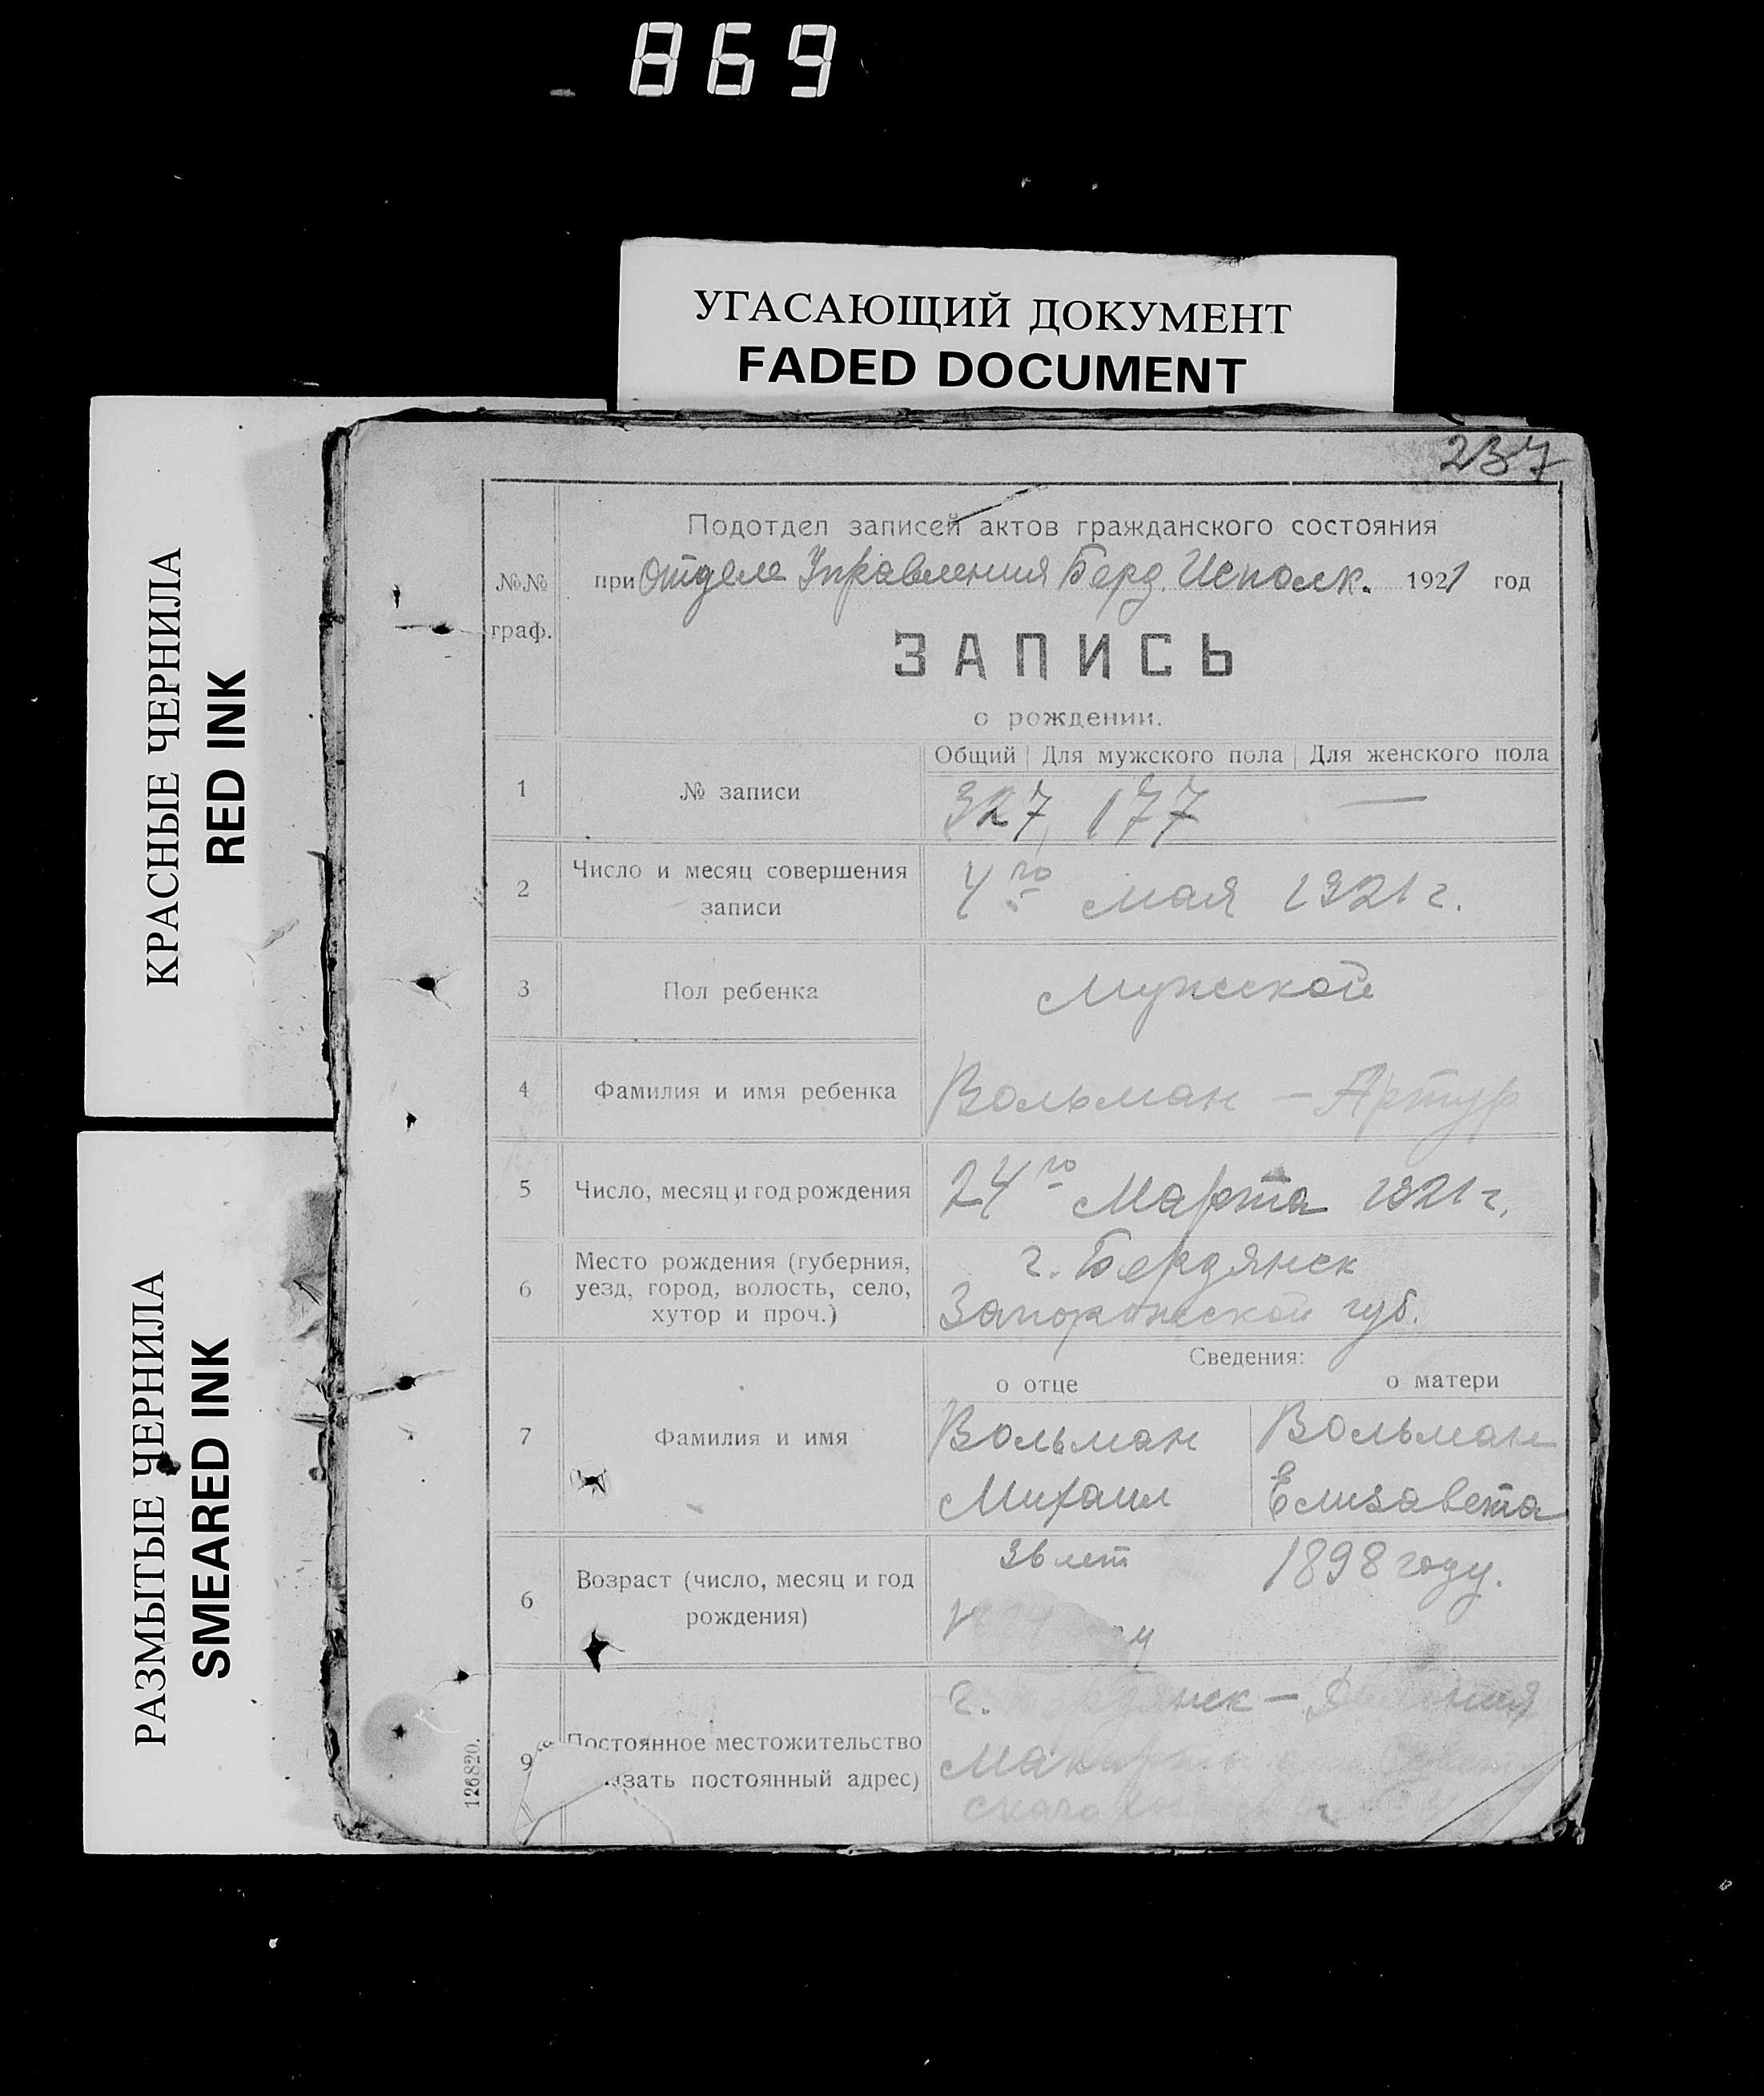 869
УГАСАЮЩИЙ ДОКУМЕНТ
FADED DOCUMENT
КРАСНЫЕ ЧЕРНИЛА
RED INK
РАЗМЫТЫЕ ЧЕРНИЛА
SMEARED INK
237
Подотдел записей актов гражданского состояния
№№ граф.
при Отделе Управления Берд. Исполк. 1921 год
ЗАПИСЬ
о рождении.
Общий Для мужского пола Для женского пола
1 № записи 327 177 —
2 Число и месяц совершения записи 4го мая 1921 г.
3 Пол ребенка Мужской
4 Фамилия и имя ребенка Вольман - Артур
5 Число, месяц и год рождения 24го Марта 1921 г.
6 Место рождения (губерния, г. Бердянск
уезд, город, волость, село, Запорожской губ.
хутор и проч.)
Сведения:
о отце о матери
7 Фамилия и имя Вольман Вольман
Михаил Елизавета
6 Возраст (число, месяц и год 36 лет 1898 году.
рождения)
г. Бердянск —
9 Постоянное местожительство
постоянный адрес)
126820.